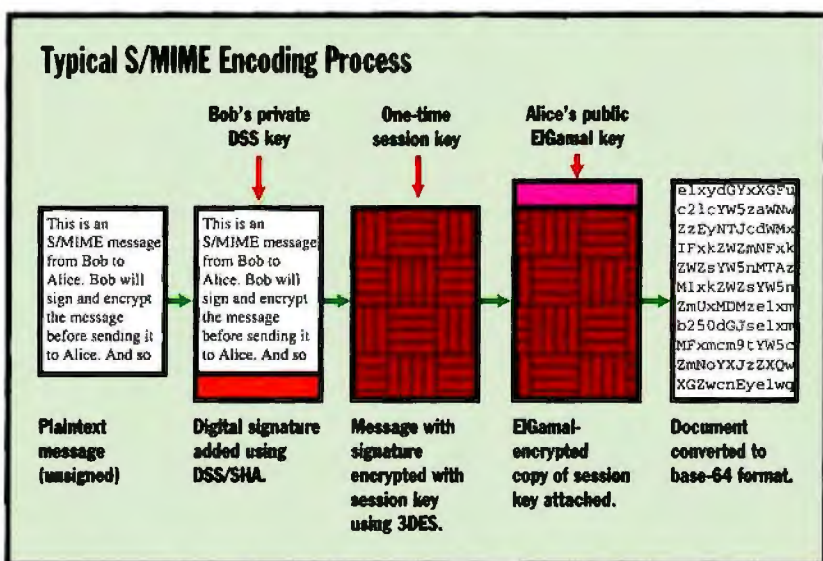 Typical S/MIME Encoding Process
Bob's private
DSS key
One-time
session key
Alice's public
ElGamal key
This is an
S/MIME message
from Bob to
Alice. Bob will
sign and encrypt
the message
before sending it
to Alice. And so
This is an
S/MIME message
from Bob to
Alice. Bob will
sign and encrypt
the message
before sending it
to Alice. And so
elxydGYxXGFu
c2lcYW5zaWNw
ZzEyNTJcdWMx
IFxkZWZmNFxk
ZWZsYW5nMTAz
M1xkZWZsYW5n
ZmUxMDMzelxm
b250dGJselxm
MFxmcm9tYW5c
ZmNoYXJzZXQw
XGZwcnEyelwq
Plaintext
message
(unsigned)
Digital signature
added using
DSS/SHA.
Message with
signature
encrypted with
session key
using 3DES.
ElGamal-
encrypted
copy of session
key attached.
Document
converted to
base-64 format.